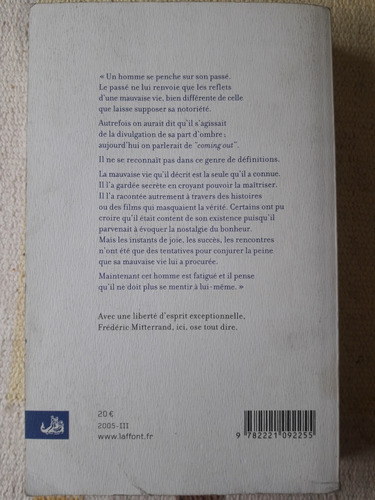 « Un homme se penche sur son passé.
Le passé ne lui renvoie que les reflets
d'une mauvaise vie, bien différente de celle
que laisse supposer sa notoriété.
Autrefois on aurait dit qu'il s'agissait
de la divulgation de sa part d'ombre ;
aujourd'hui on parlerait de "coming out".
Il ne se reconnaît pas dans ce genre de définitions.
La mauvaise vie qu'il décrit est la seule qu'il a connue.
Il l'a gardée secrète en croyant pouvoir la maîtriser.
Il l'a racontée autrement à travers des histoires
ou des films qui masquaient la vérité. Certains ont pu
croire qu'il était content de son existence puisqu'il
parvenait à évoquer la nostalgie du bonheur.
Mais les instants de joie, les succès, les rencontres
n'ont été que des tentatives pour conjurer la peine
que sa mauvaise vie lui a procurée.
Maintenant cet homme est fatigué et il pense
qu'il ne doit plus se mentir à lui-même. »
Avec une liberté d'esprit exceptionnelle,
Frédéric Mitterrand, ici, ose tout dire.
20 €
2005-III
www.laffont.fr
9 782221 092255